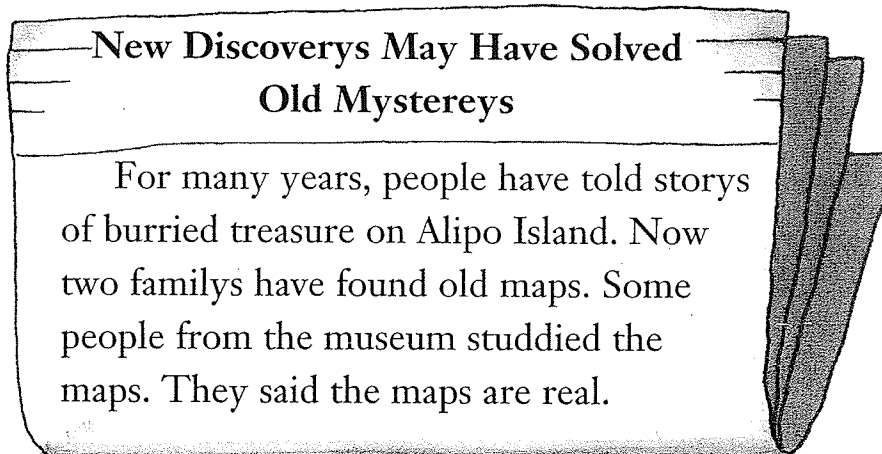 New Discoverys May Have Solved
Old Mystereys
For many years, people have told storys
of burried treasure on Alipo Island. Now
two familys have found old maps. Some
people from the museum studdied the
maps. They said the maps are real.